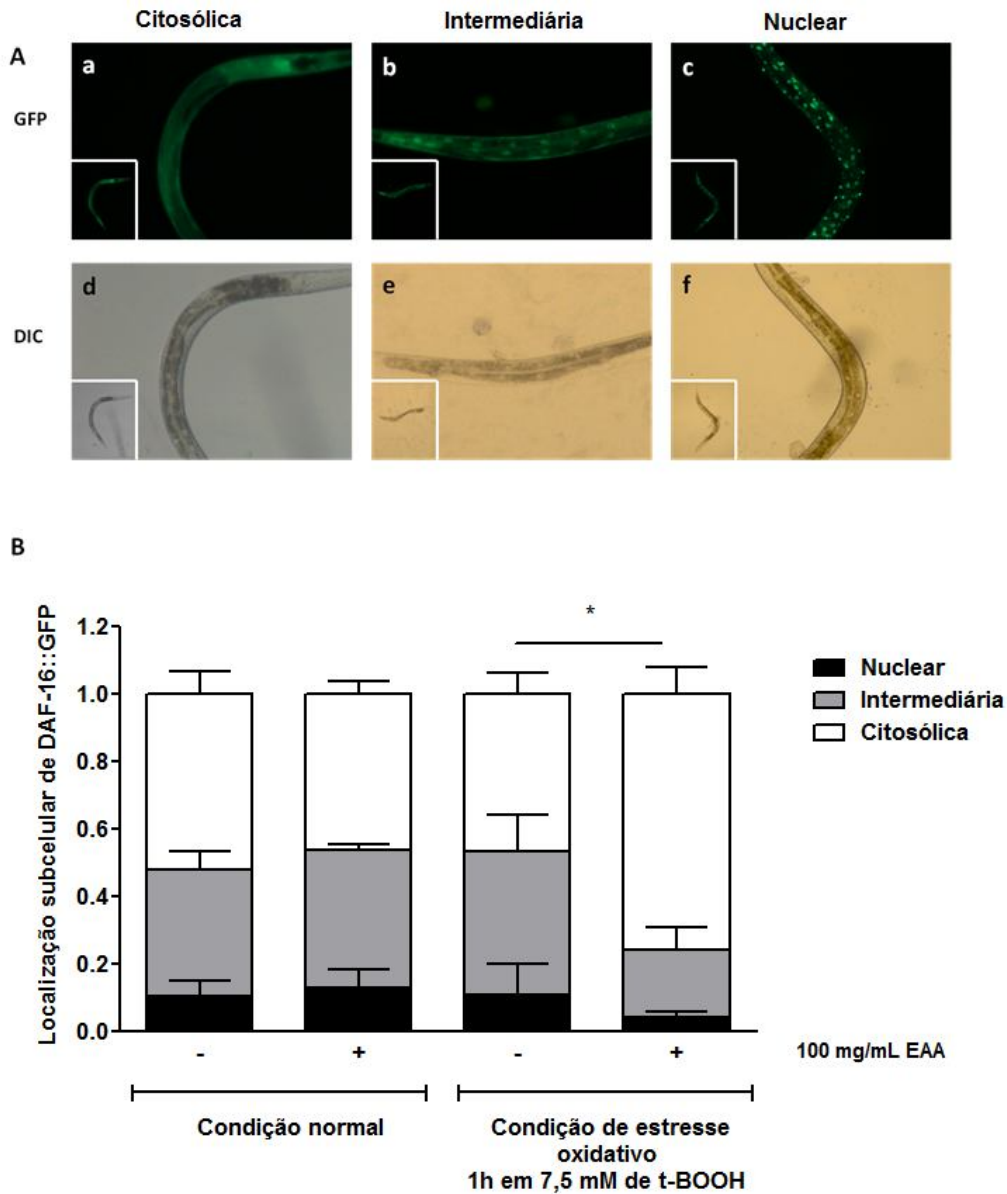 Citosólica Intermediária Nuclear
A
a b c
GFP
d e f
DIC
B
*
1.2
1.0
0.8
0.6
0.4
0.2
0.0
Localização subcelular de DAF-16::GFP
Nuclear
Intermediária
Citosólica
- + - + 100 mg/mL EAA
Condição normal
Condição de estresse
oxidativo
1h em 7,5 mM de t-BOOH